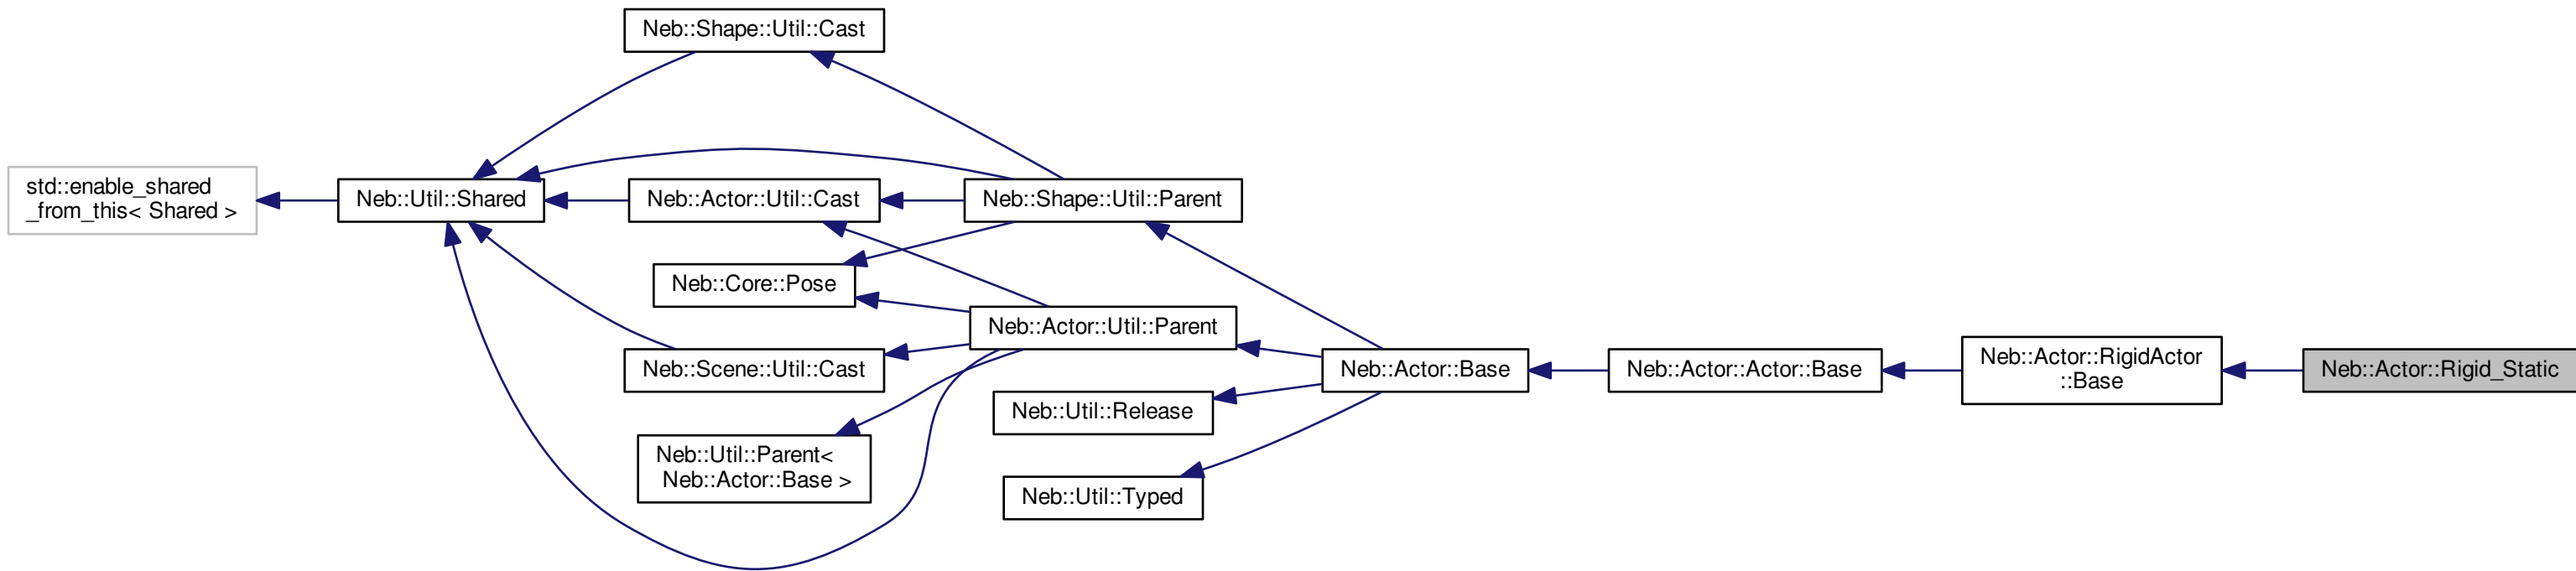 Neb::Shape::Util::Cast
std::enable_shared
_from_this< Shared >
Neb::Util::Shared
Neb::Actor::Util::Cast
Neb::Shape::Util::Parent
Neb::Core::Pose
Neb::Actor::Util::Parent
Neb::Scene::Util::Cast
Neb::Actor::Base
Neb::Actor::Actor::Base
Neb::Actor::RigidActor
::Base
Neb::Actor::Rigid_Static
Neb::Util::Release
Neb::Util::Parent<
Neb::Actor::Base >
Neb::Util::Typed